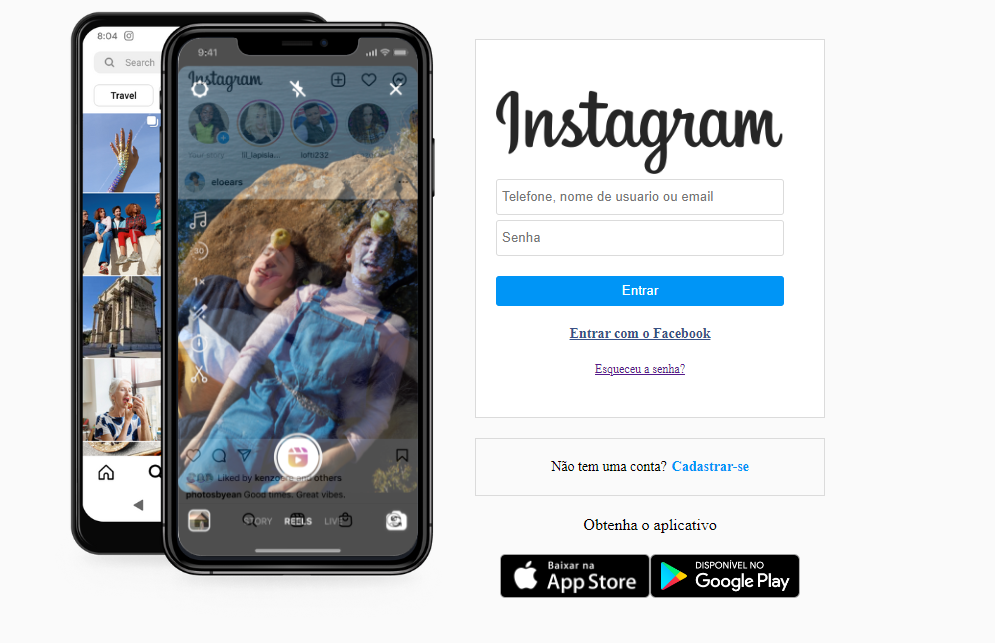 8:04
Search
Travel
9:41
Instagram
Your story
lil_lapisla...
lofti232
eloears
30
1x
Liked by kenzoere and others
photosbyean Good times. Great vibes.
STORY REELS LIVE
Instagram
Telefone, nome de usuario ou email
Senha
Entrar
Entrar com o Facebook
Esqueceu a senha?
Não tem uma conta? Cadastrar-se
Obtenha o aplicativo
Baixar na
App Store
DISPONÍVEL NO
Google Play